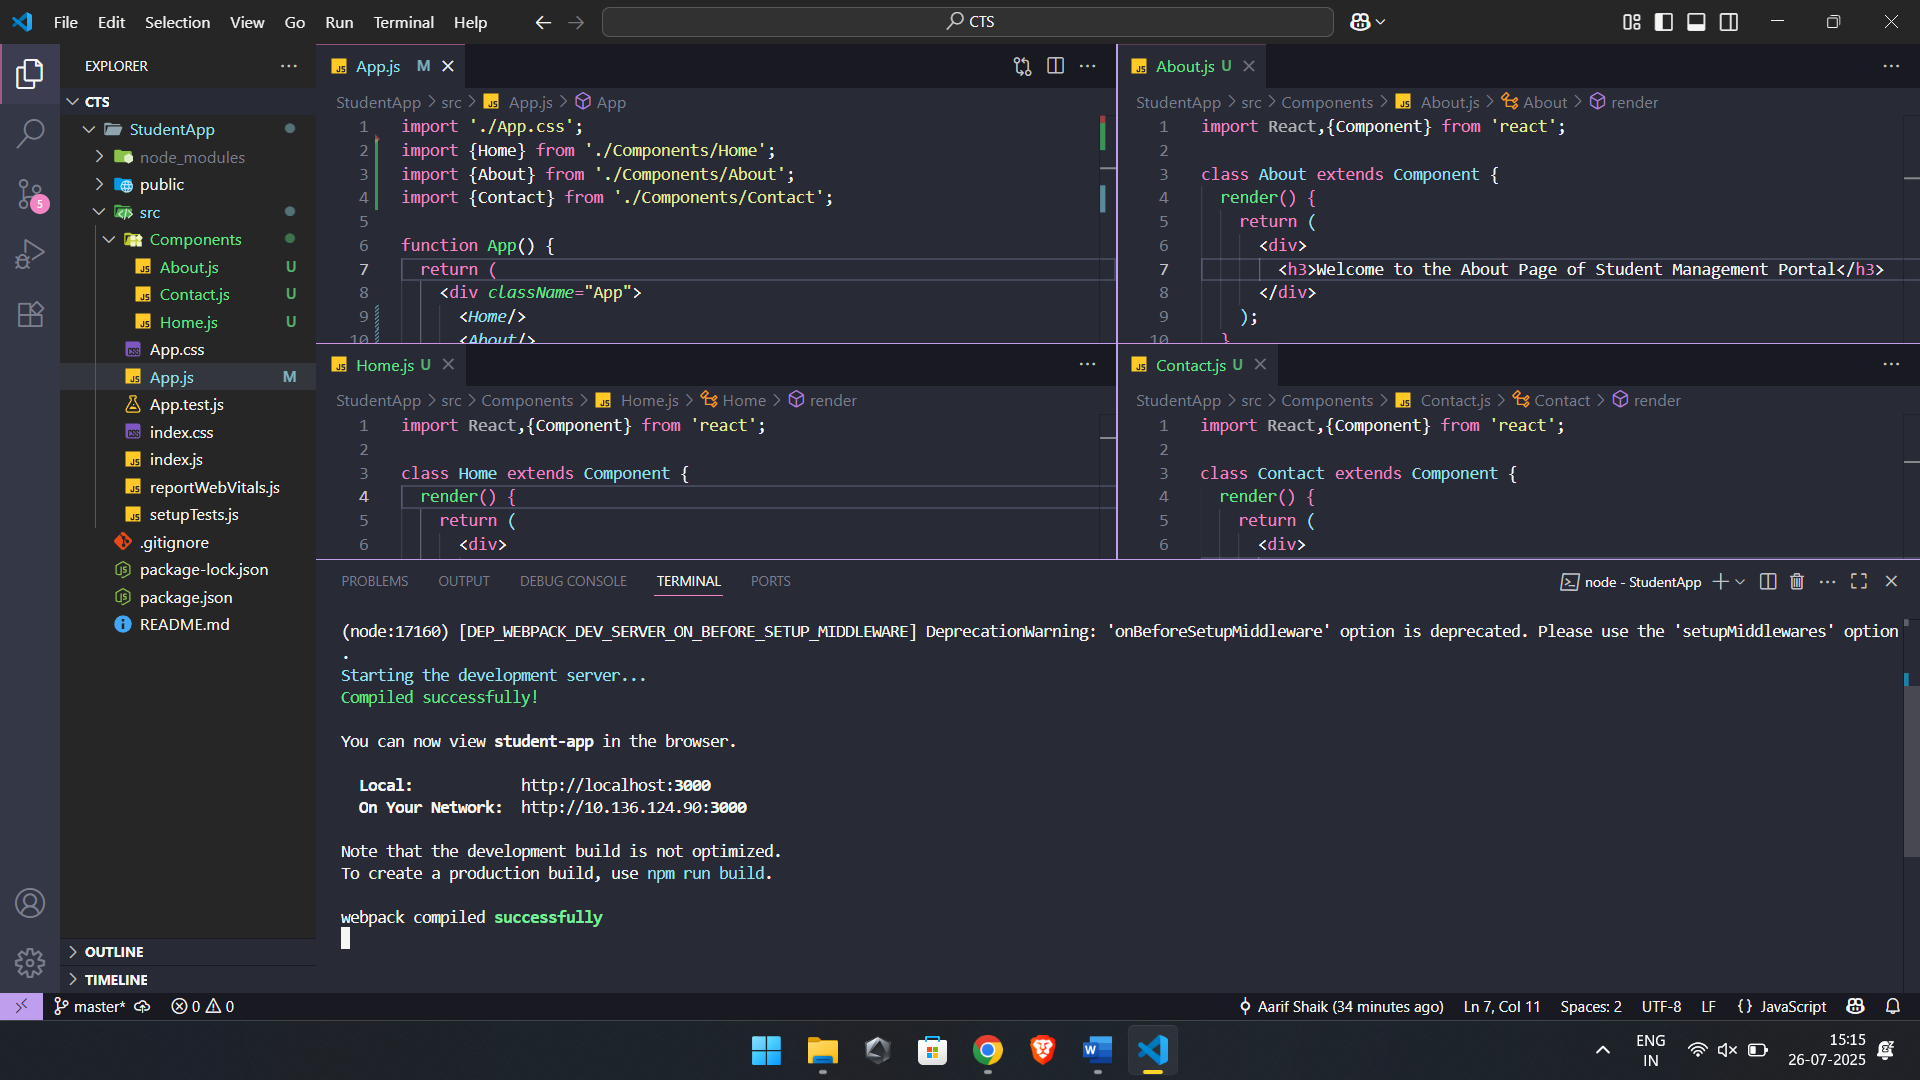 File Edit Selection View Go Run Terminal Help
CTS
EXPLORER
CTS
StudentApp
node_modules
public
src
Components
About.js U
Contact.js U
Home.js U
App.css
App.js M
App.test.js
index.css
index.js
reportWebVitals.js
setupTests.js
.gitignore
package-lock.json
package.json
README.md
OUTLINE
TIMELINE
5
App.js M
StudentApp > src > App.js > App
1 import './App.css';
2 import {Home} from './Components/Home';
3 import {About} from './Components/About';
4 import {Contact} from './Components/Contact';
5
6 function App() {
7 return (
8 <div className="App">
9 <Home/>
10 <About/>
About.js U
StudentApp > src > Components > About.js > About > render
1 import React,{Component} from 'react';
2
3 class About extends Component {
4 render() {
5 return (
6 <div>
7 <h3>Welcome to the About Page of Student Management Portal</h3>
8 </div>
9 );
10 }
Home.js U
StudentApp > src > Components > Home.js > Home > render
1 import React,{Component} from 'react';
2
3 class Home extends Component {
4 render() {
5 return (
6 <div>
Contact.js U
StudentApp > src > Components > Contact.js > Contact > render
1 import React,{Component} from 'react';
2
3 class Contact extends Component {
4 render() {
5 return (
6 <div>
PROBLEMS OUTPUT DEBUG CONSOLE TERMINAL PORTS
node - StudentApp
(node:17160) [DEP_WEBPACK_DEV_SERVER_ON_BEFORE_SETUP_MIDDLEWARE] DeprecationWarning: 'onBeforeSetupMiddleware' option is deprecated. Please use the 'setupMiddlewares' option
.
Starting the development server...
Compiled successfully!
You can now view student-app in the browser.
Local: http://localhost:3000
On Your Network: http://10.136.124.90:3000
Note that the development build is not optimized.
To create a production build, use npm run build.
webpack compiled successfully
master* 0 0
Aarif Shaik (34 minutes ago) Ln 7, Col 11 Spaces: 2 UTF-8 LF {} JavaScript
ENG
IN
15:15
26-07-2025